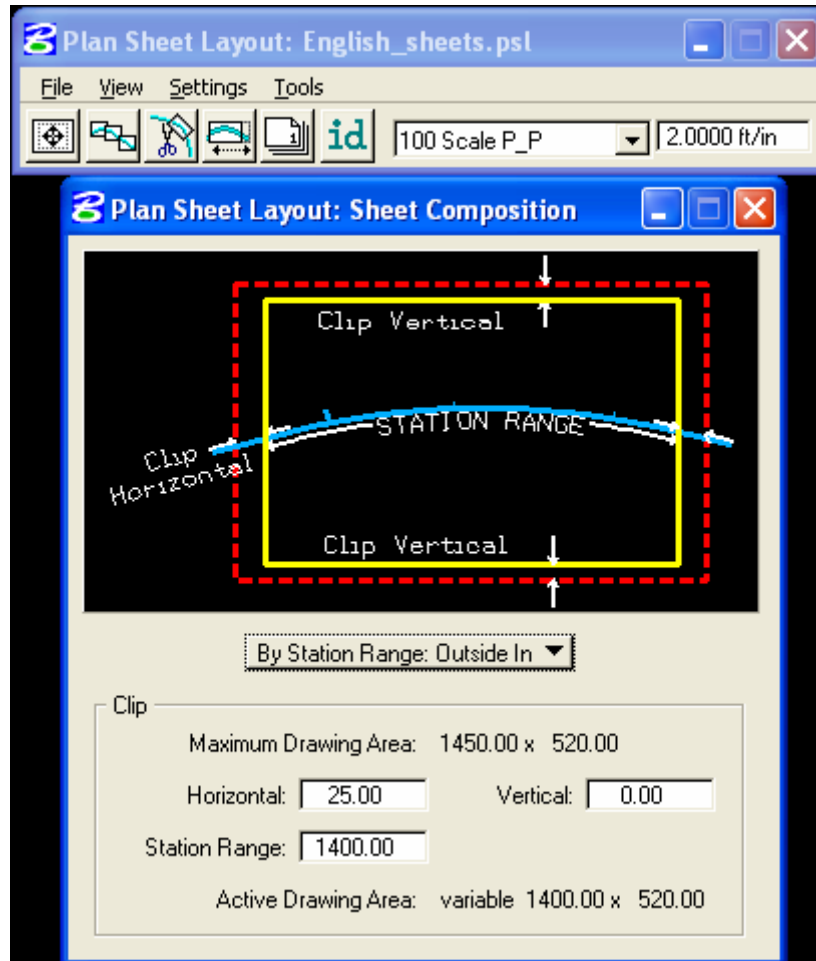 Plan Sheet Layout: English_sheets.psl
File View Settings Tools
1 id 100 Scale P_P 2.0000 ft/in
Plan Sheet Layout: Sheet Composition
Clip Vertical
STATION RANGE
Clip
Horizontal
Clip Vertical
By Station Range: Outside In
Clip
Maximum Drawing Area: 1450.00 x 520.00
Horizontal: 25.00 Vertical: 0.00
Station Range: 1400.00
Active Drawing Area: variable 1400.00 x 520.00